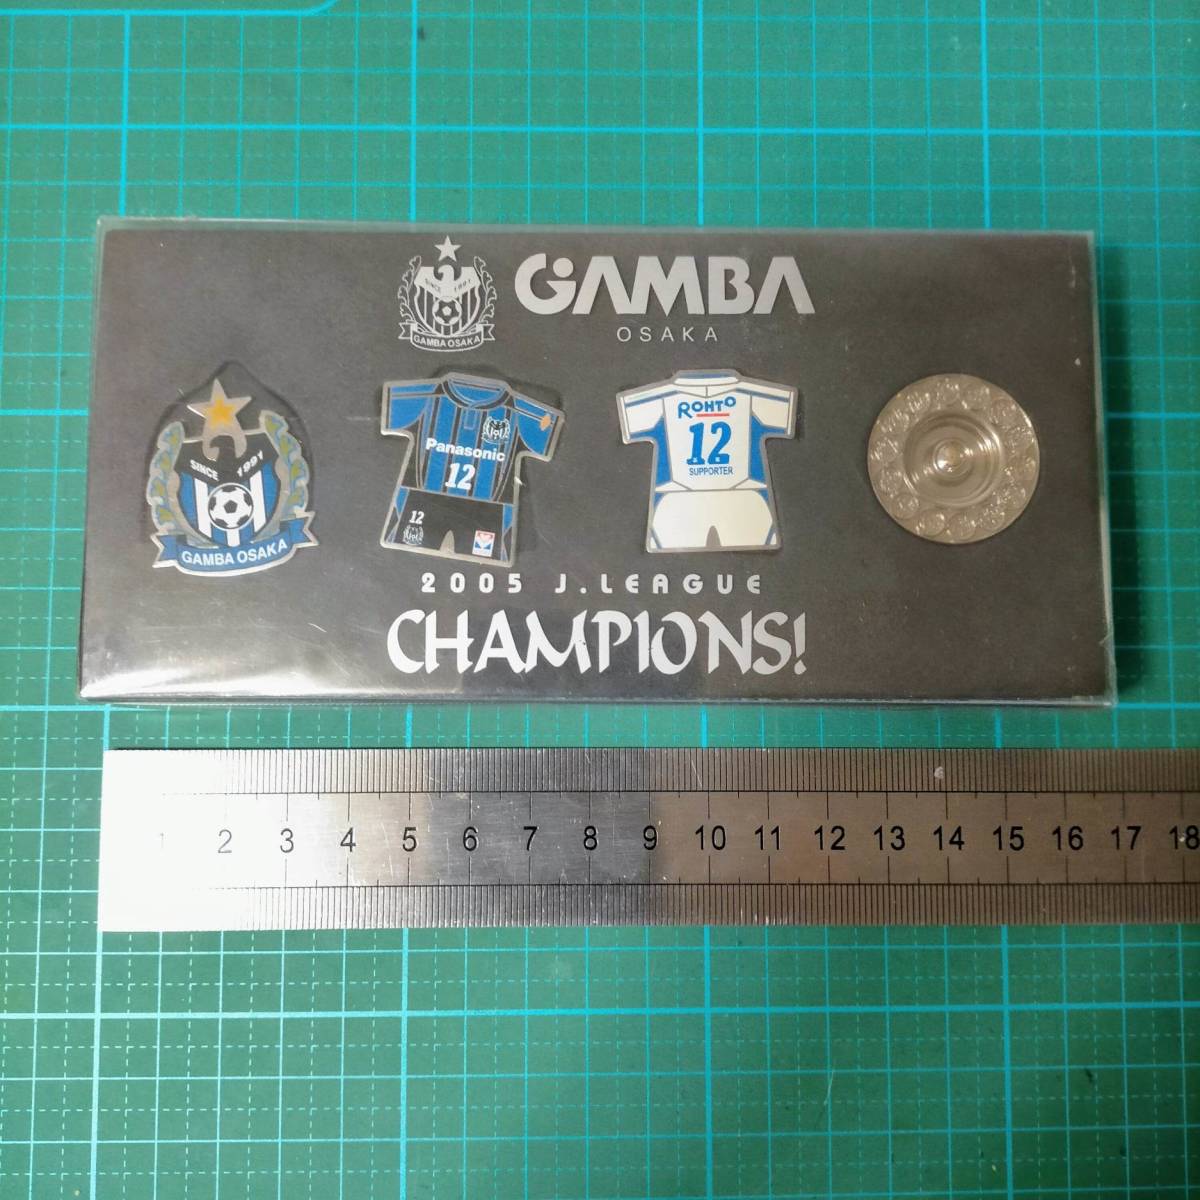 SINCE 1991
GAMBA OSAKA
GAMBA
OSAKA
SINCE 1991
GAMBA OSAKA
Panasonic
12
12
ROHTO
12
SUPPORTER
2005 J.LEAGUE
CHAMPIONS!
1 2 3 4 5 6 7 8 9 10 11 12 13 14 15 16 17 18